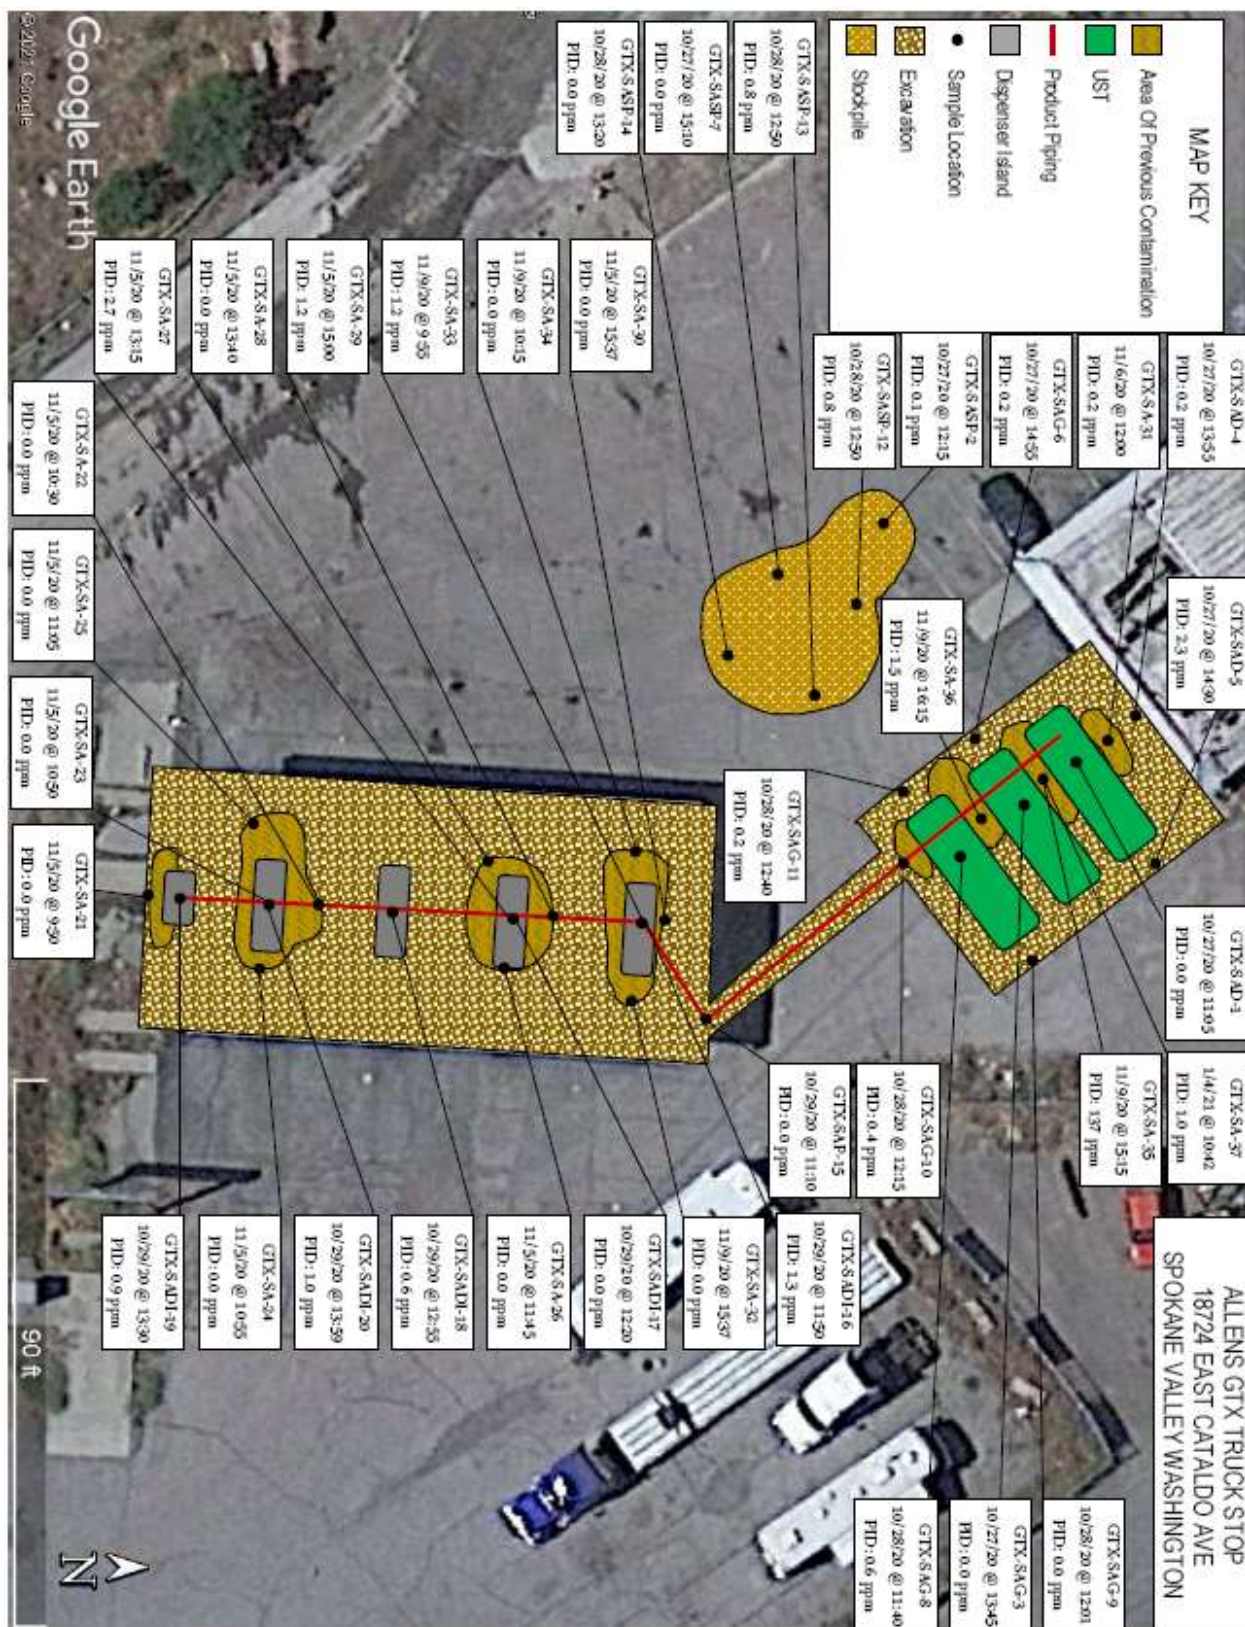 ALLENS GTX TRUCK STOP
18724 EAST CATALDO AVE
SPOKANE VALLEY WASHINGTON
MAP KEY
Area Of Previous Contamination
UST
Product Piping
Sample Location
Dispenser Island
Excavation
Stockpile
GTX-SAD-4
10/27/20 @ 13:55
PID: 0.2 ppm
GTX-SA-31
11/6/20 @ 12:00
PID: 0.2 ppm
GTX-SAG-6
10/27/20 @ 14:55
PID: 0.2 ppm
GTX-SASP-2
10/27/20 @ 12:15
PID: 0.1 ppm
GTX-SASP-12
10/28/20 @ 12:50
PID: 0.8 ppm
GTX-SASP-13
10/28/20 @ 12:50
PID: 0.8 ppm
GTX-SASP-7
10/27/20 @ 15:10
PID: 0.0 ppm
GTX-SASP-14
10/28/20 @ 13:20
PID: 0.0 ppm
GTX-SAD-5
10/27/20 @ 14:30
PID: 2.3 ppm
GTX-SAD-1
10/27/20 @ 11:05
PID: 0.0 ppm
GTX-SA-37
1/4/21 @ 10:42
PID: 1.0 ppm
GTX-SA-35
11/9/20 @ 15:15
PID: 137 ppm
GTX-SAG-9
10/28/20 @ 12:01
PID: 0.0 ppm
GTX-SAG-3
10/27/20 @ 13:45
PID: 0.0 ppm
GTX-SAG-8
10/28/20 @ 11:40
PID: 0.6 ppm
GTX-SA-36
11/9/20 @ 16:15
PID: 1.5 ppm
GTX-SAG-11
10/28/20 @ 12:40
PID: 0.2 ppm
GTX-SAG-10
10/28/20 @ 12:15
PID: 0.4 ppm
GTX-SAP-15
10/29/20 @ 11:10
PID: 0.0 ppm
GTX-SADI-16
10/29/20 @ 11:50
PID: 1.3 ppm
GTX-SA-32
11/9/20 @ 15:37
PID: 0.0 ppm
GTX-SADI-17
10/29/20 @ 12:20
PID: 0.0 ppm
GTX-SA-26
11/5/20 @ 11:45
PID: 0.0 ppm
GTX-SADI-18
10/29/20 @ 12:55
PID: 0.6 ppm
GTX-SADI-20
10/29/20 @ 13:59
PID: 1.0 ppm
GTX-SA-24
11/5/20 @ 10:55
PID: 0.0 ppm
GTX-SADI-19
10/29/20 @ 13:30
PID: 0.9 ppm
GTX-SA-30
11/5/20 @ 15:37
PID: 0.0 ppm
GTX-SA-34
11/9/20 @ 10:15
PID: 0.0 ppm
GTX-SA-33
11/9/20 @ 9:55
PID: 1.2 ppm
GTX-SA-29
11/5/20 @ 15:00
PID: 1.2 ppm
GTX-SA-28
11/5/20 @ 13:40
PID: 0.0 ppm
GTX-SA-27
11/5/20 @ 13:15
PID: 2.7 ppm
GTX-SA-22
11/5/20 @ 10:30
PID: 0.0 ppm
GTX-SA-25
11/5/20 @ 11:05
PID: 0.0 ppm
GTX-SA-23
11/5/20 @ 10:50
PID: 0.0 ppm
GTX-SA-21
11/5/20 @ 9:50
PID: 0.0 ppm
Google Earth
©2021 Google
90 ft
N